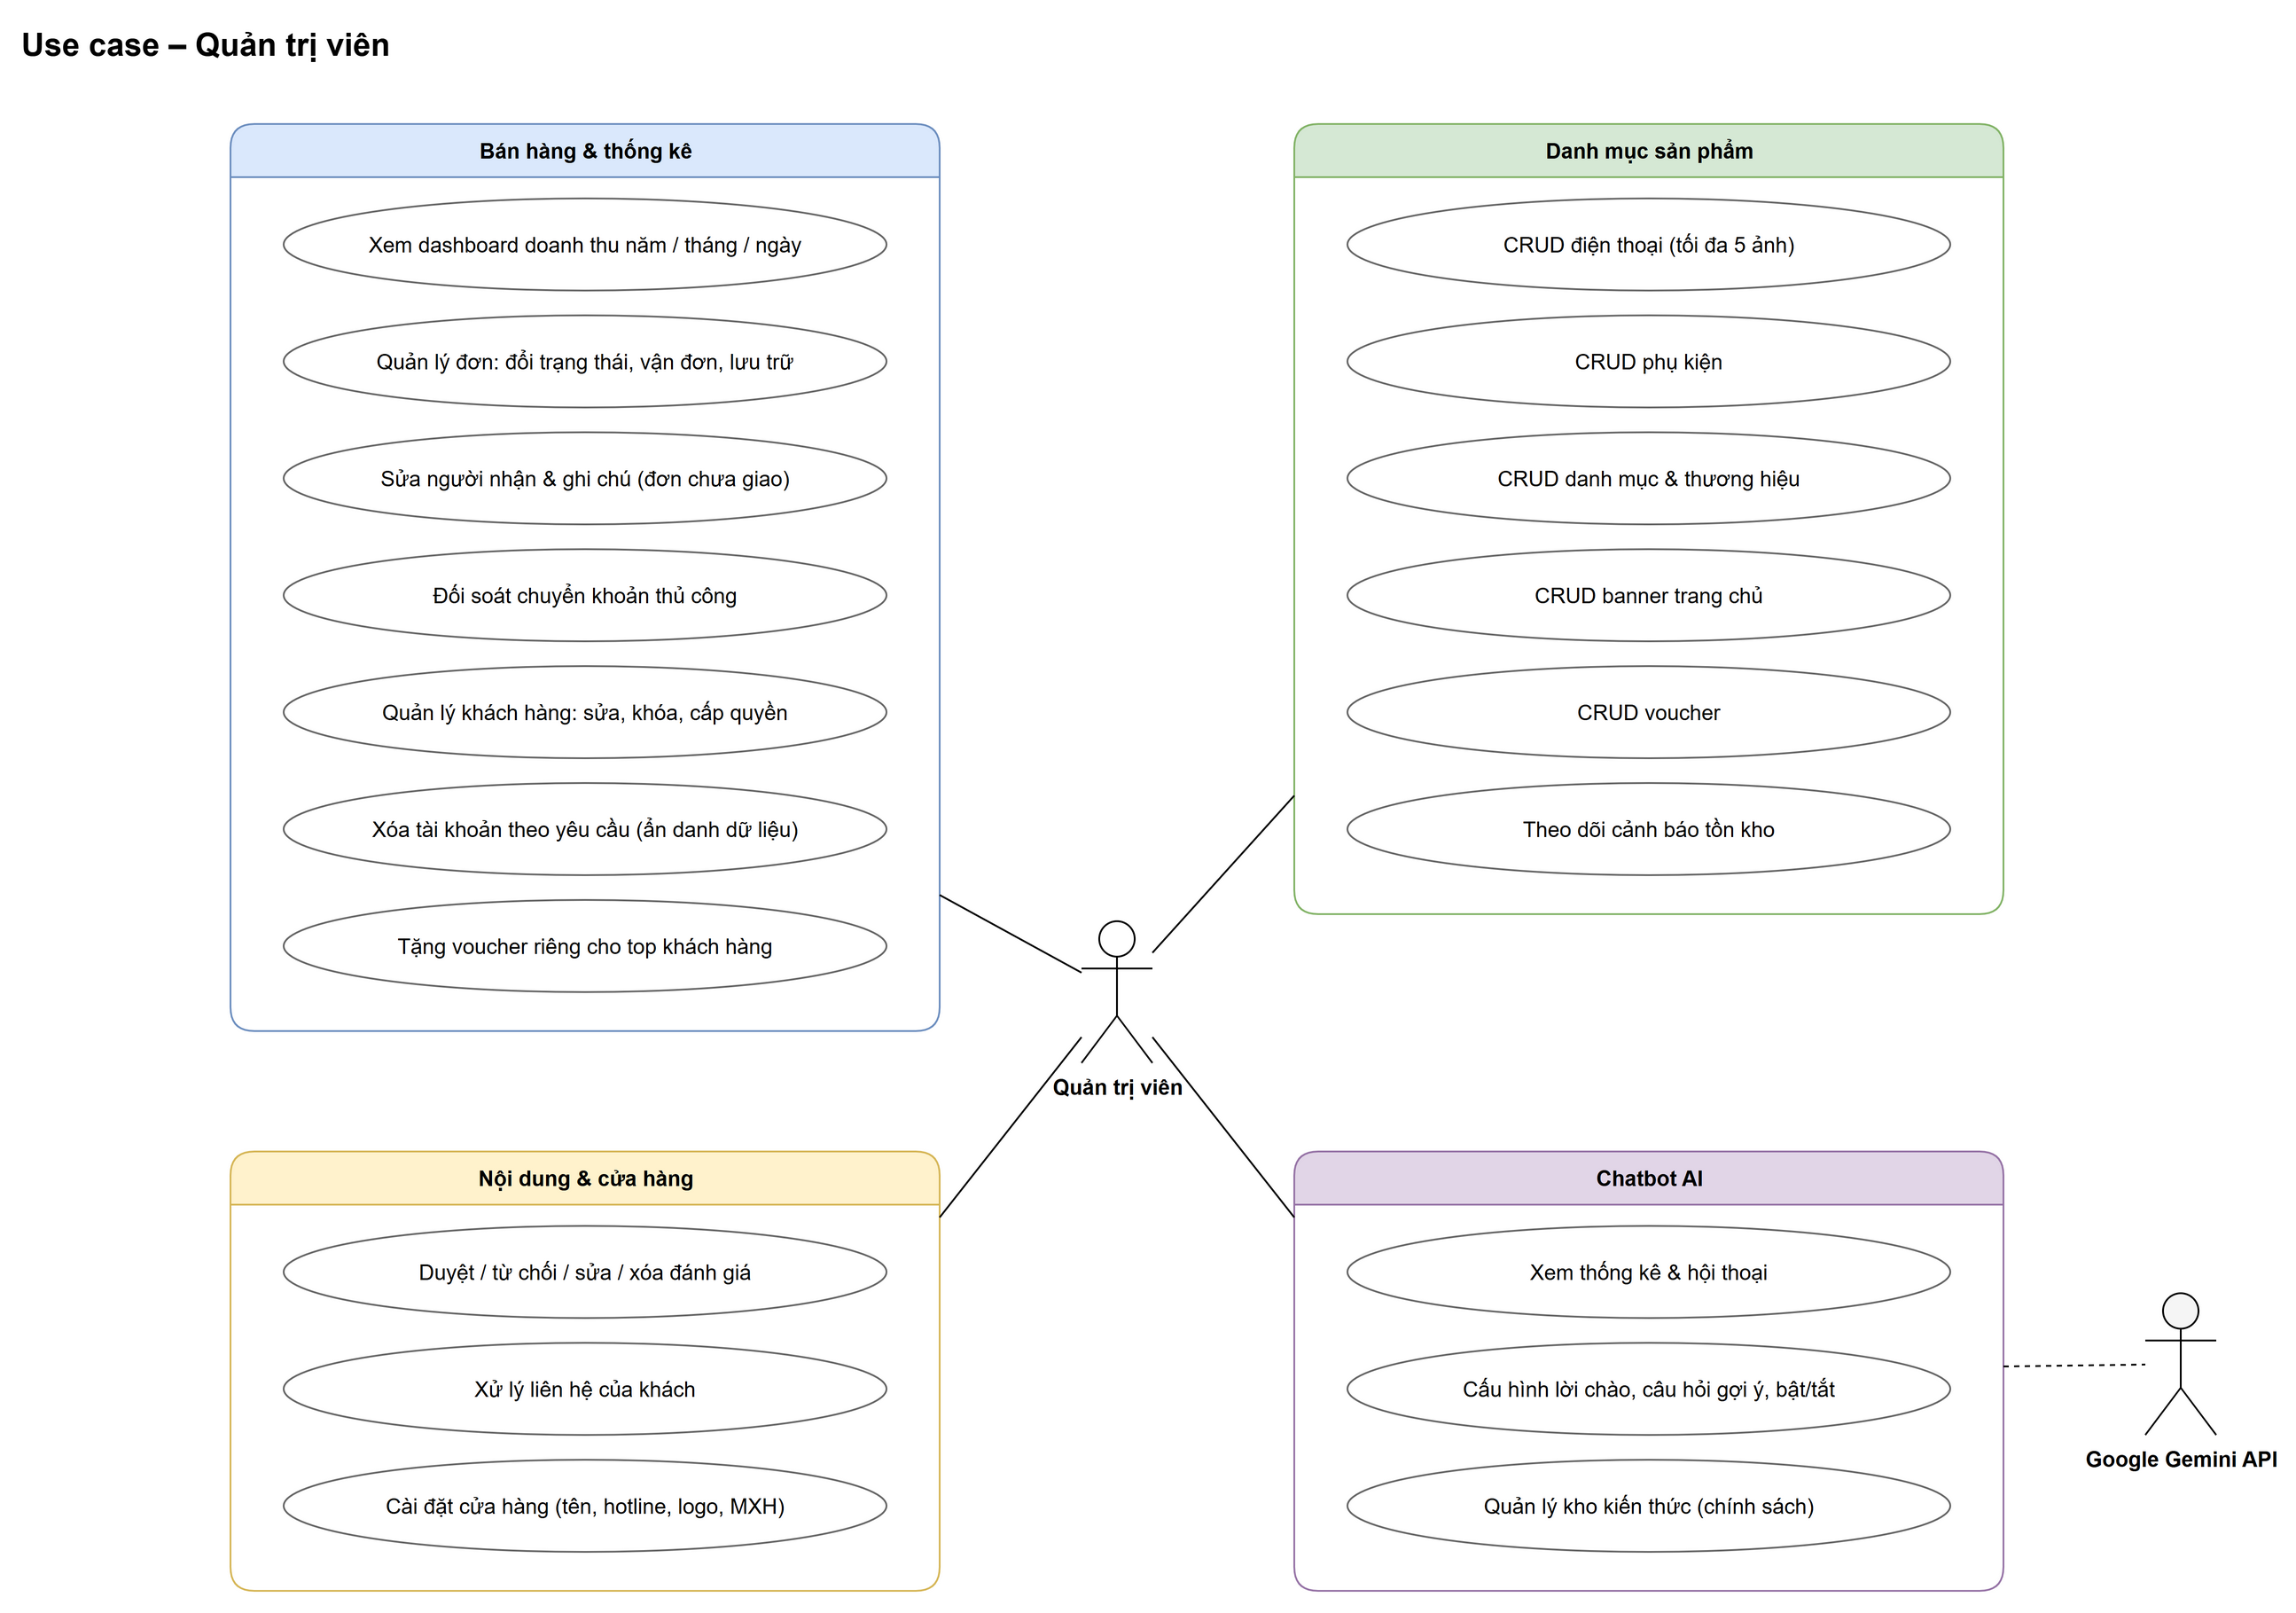 Use case – Quản trị viên
Bán hàng & thống kê
Xem dashboard doanh thu năm / tháng / ngày
Quản lý đơn: đổi trạng thái, vận đơn, lưu trữ
Sửa người nhận & ghi chú (đơn chưa giao)
Đối soát chuyển khoản thủ công
Quản lý khách hàng: sửa, khóa, cấp quyền
Xóa tài khoản theo yêu cầu (ẩn danh dữ liệu)
Tặng voucher riêng cho top khách hàng
Danh mục sản phẩm
CRUD điện thoại (tối đa 5 ảnh)
CRUD phụ kiện
CRUD danh mục & thương hiệu
CRUD banner trang chủ
CRUD voucher
Theo dõi cảnh báo tồn kho
Quản trị viên
Nội dung & cửa hàng
Duyệt / từ chối / sửa / xóa đánh giá
Xử lý liên hệ của khách
Cài đặt cửa hàng (tên, hotline, logo, MXH)
Chatbot AI
Xem thống kê & hội thoại
Cấu hình lời chào, câu hỏi gợi ý, bật/tắt
Quản lý kho kiến thức (chính sách)
Google Gemini API